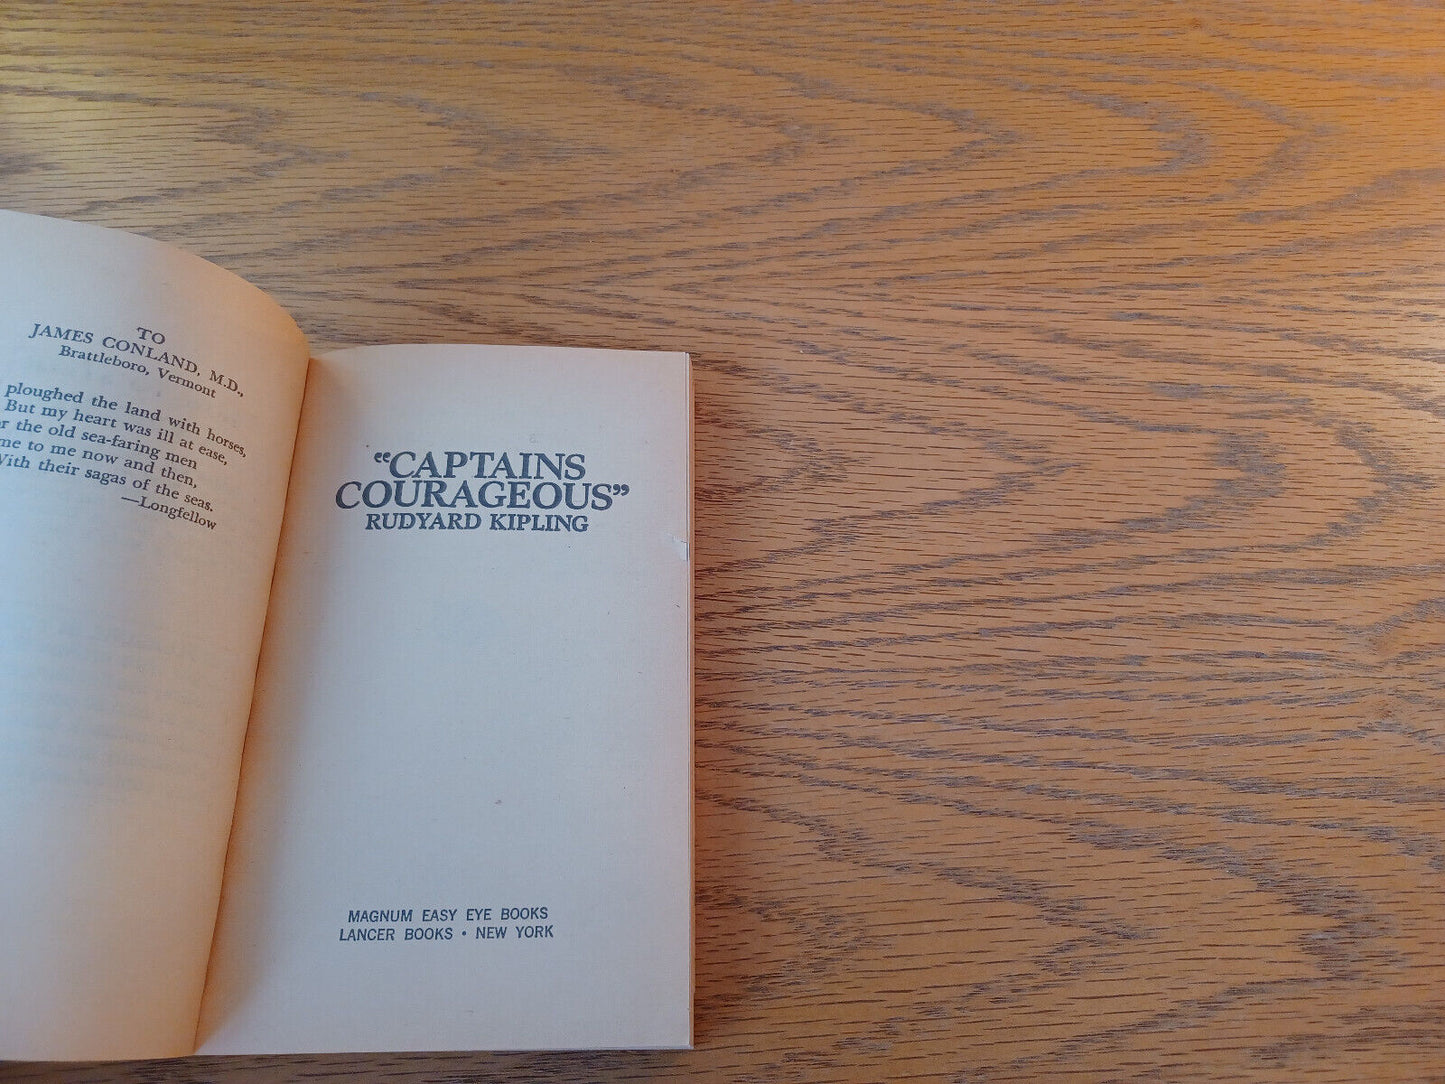 TO
JAMES CONLAND, M.D.,
Brattleboro, Vermont
ploughed the land with horses,
But my heart was ill at ease,
the old sea-faring men
me to me now and then,
With their sagas of the seas.
—Longfellow
“CAPTAINS
COURAGEOUS”
RUDYARD KIPLING
MAGNUM EASY EYE BOOKS
LANCER BOOKS • NEW YORK